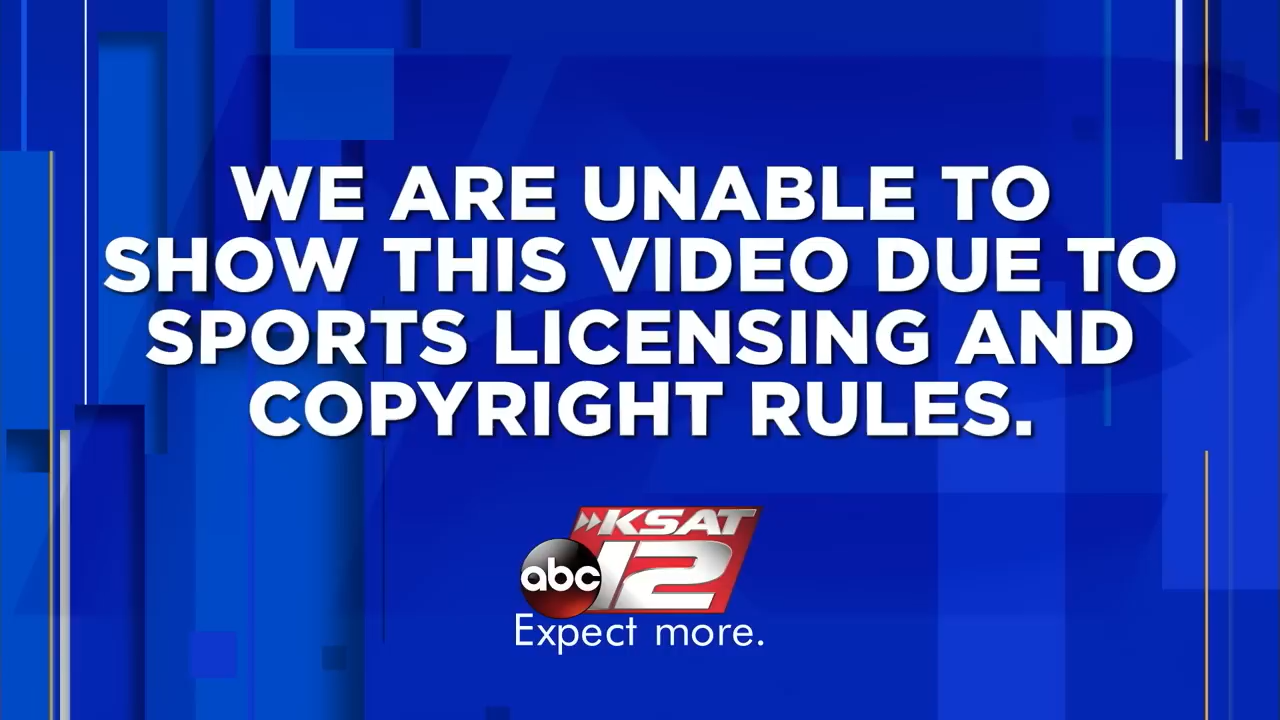 WE ARE UNABLE TO
SHOW THIS VIDEO DUE TO
SPORTS LICENSING AND
COPYRIGHT RULES.
KSAT
abc 12
Expect more.